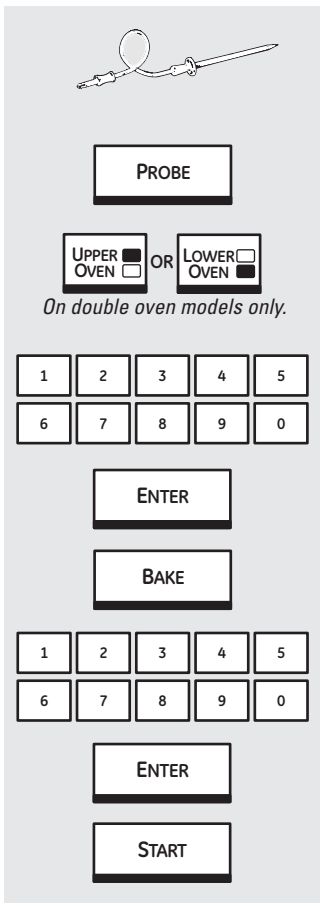 PROBE
UPPER OVEN OR LOWER OVEN
On double oven models only.
1 2 3 4 5
6 7 8 9 0
ENTER
BAKE
1 2 3 4 5
6 7 8 9 0
ENTER
START